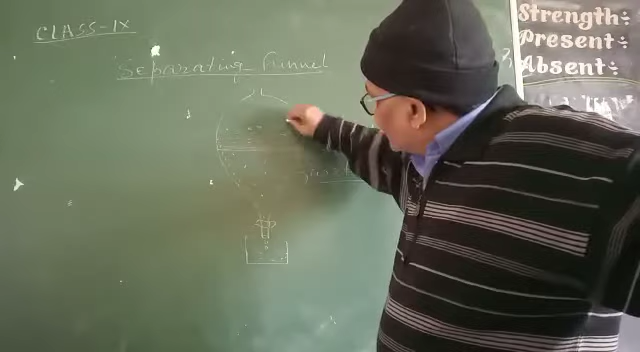 CLASS-IX
Separating Funnel
Strength:
Present:
Absent: